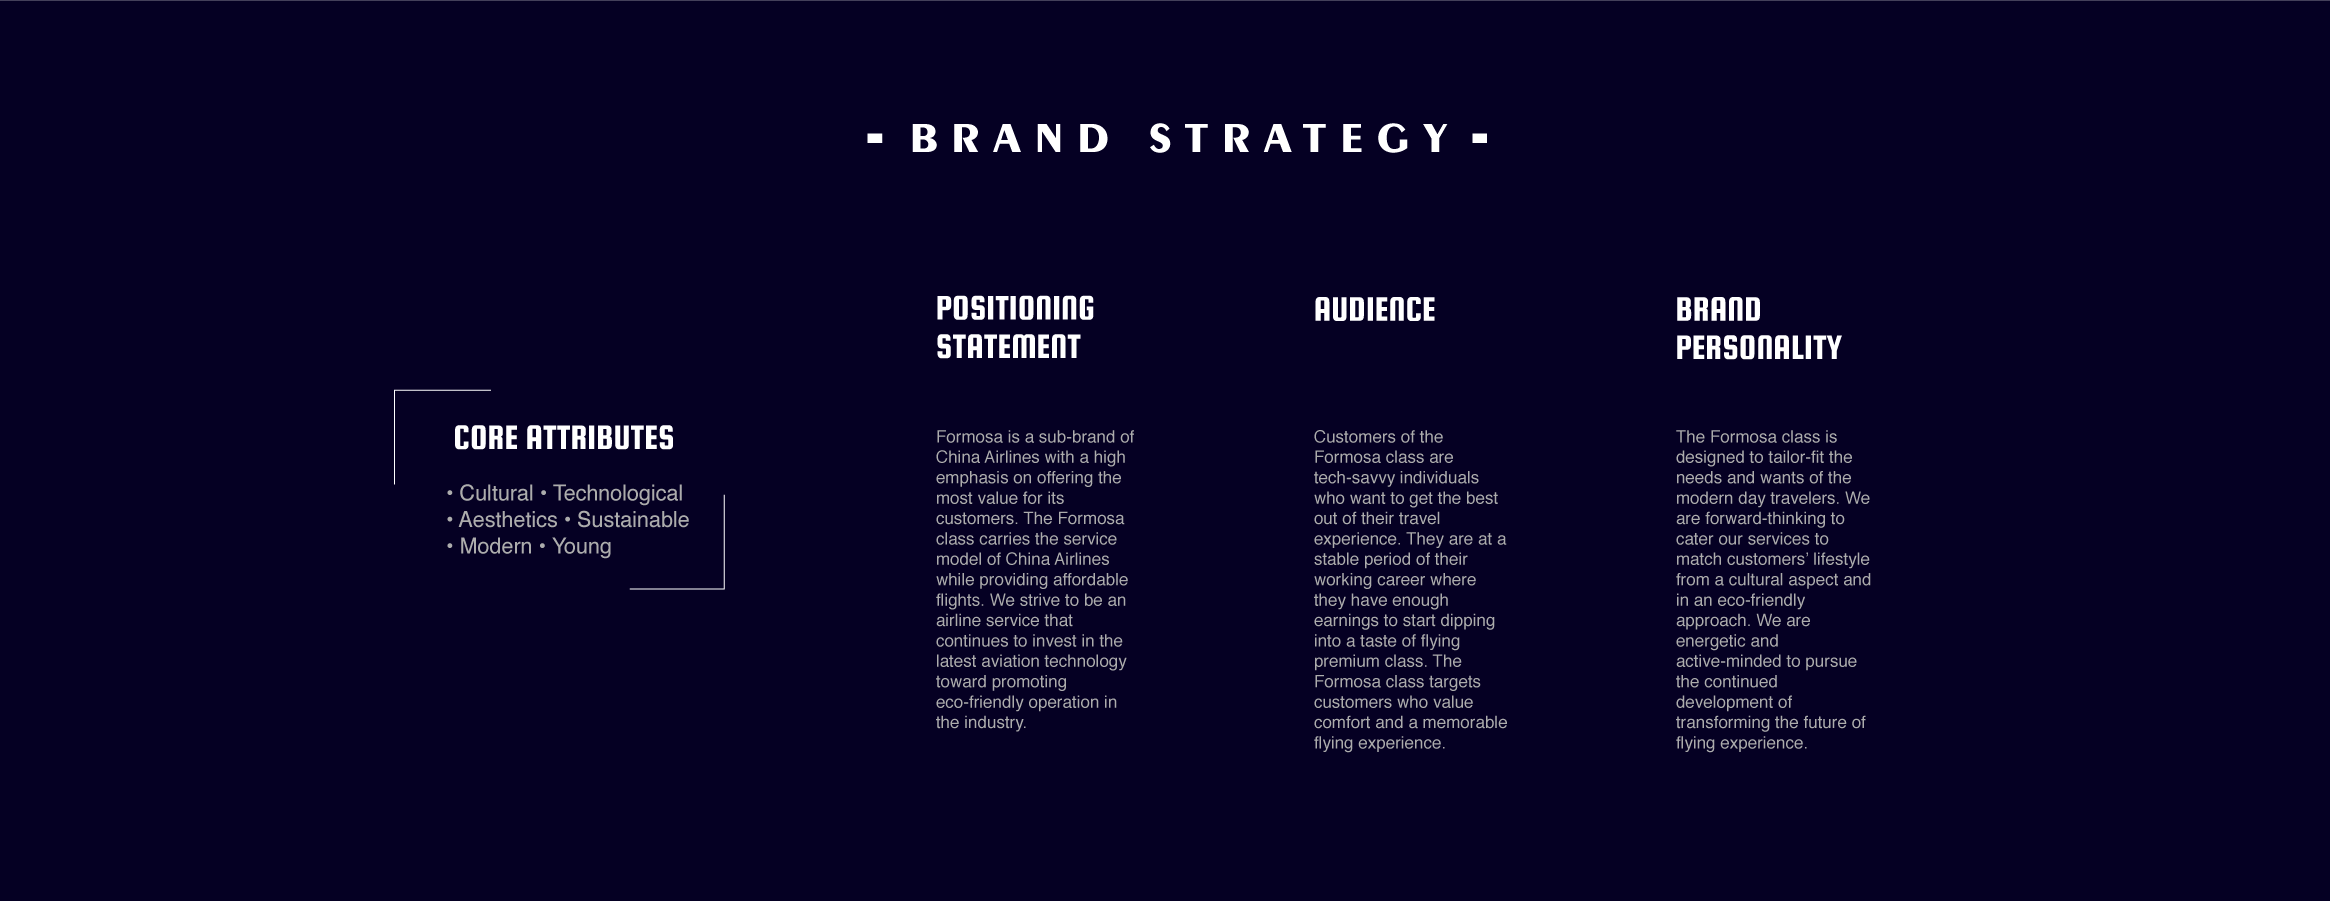 - BRAND STRATEGY -
CORE ATTRIBUTES
• Cultural • Technological
• Aesthetics • Sustainable
• Modern • Young
POSITIONING
STATEMENT
Formosa is a sub-brand of
China Airlines with a high
emphasis on offering the
most value for its
customers. The Formosa
class carries the service
model of China Airlines
while providing affordable
flights. We strive to be an
airline service that
continues to invest in the
latest aviation technology
toward promoting
eco-friendly operation in
the industry.
AUDIENCE
Customers of the
Formosa class are
tech-savvy individuals
who want to get the best
out of their travel
experience. They are at a
stable period of their
working career where
they have enough
earnings to start dipping
into a taste of flying
premium class. The
Formosa class targets
customers who value
comfort and a memorable
flying experience.
BRAND
PERSONALITY
The Formosa class is
designed to tailor-fit the
needs and wants of the
modern day travelers. We
are forward-thinking to
cater our services to
match customers’ lifestyle
from a cultural aspect and
in an eco-friendly
approach. We are
energetic and
active-minded to pursue
the continued
development of
transforming the future of
flying experience.